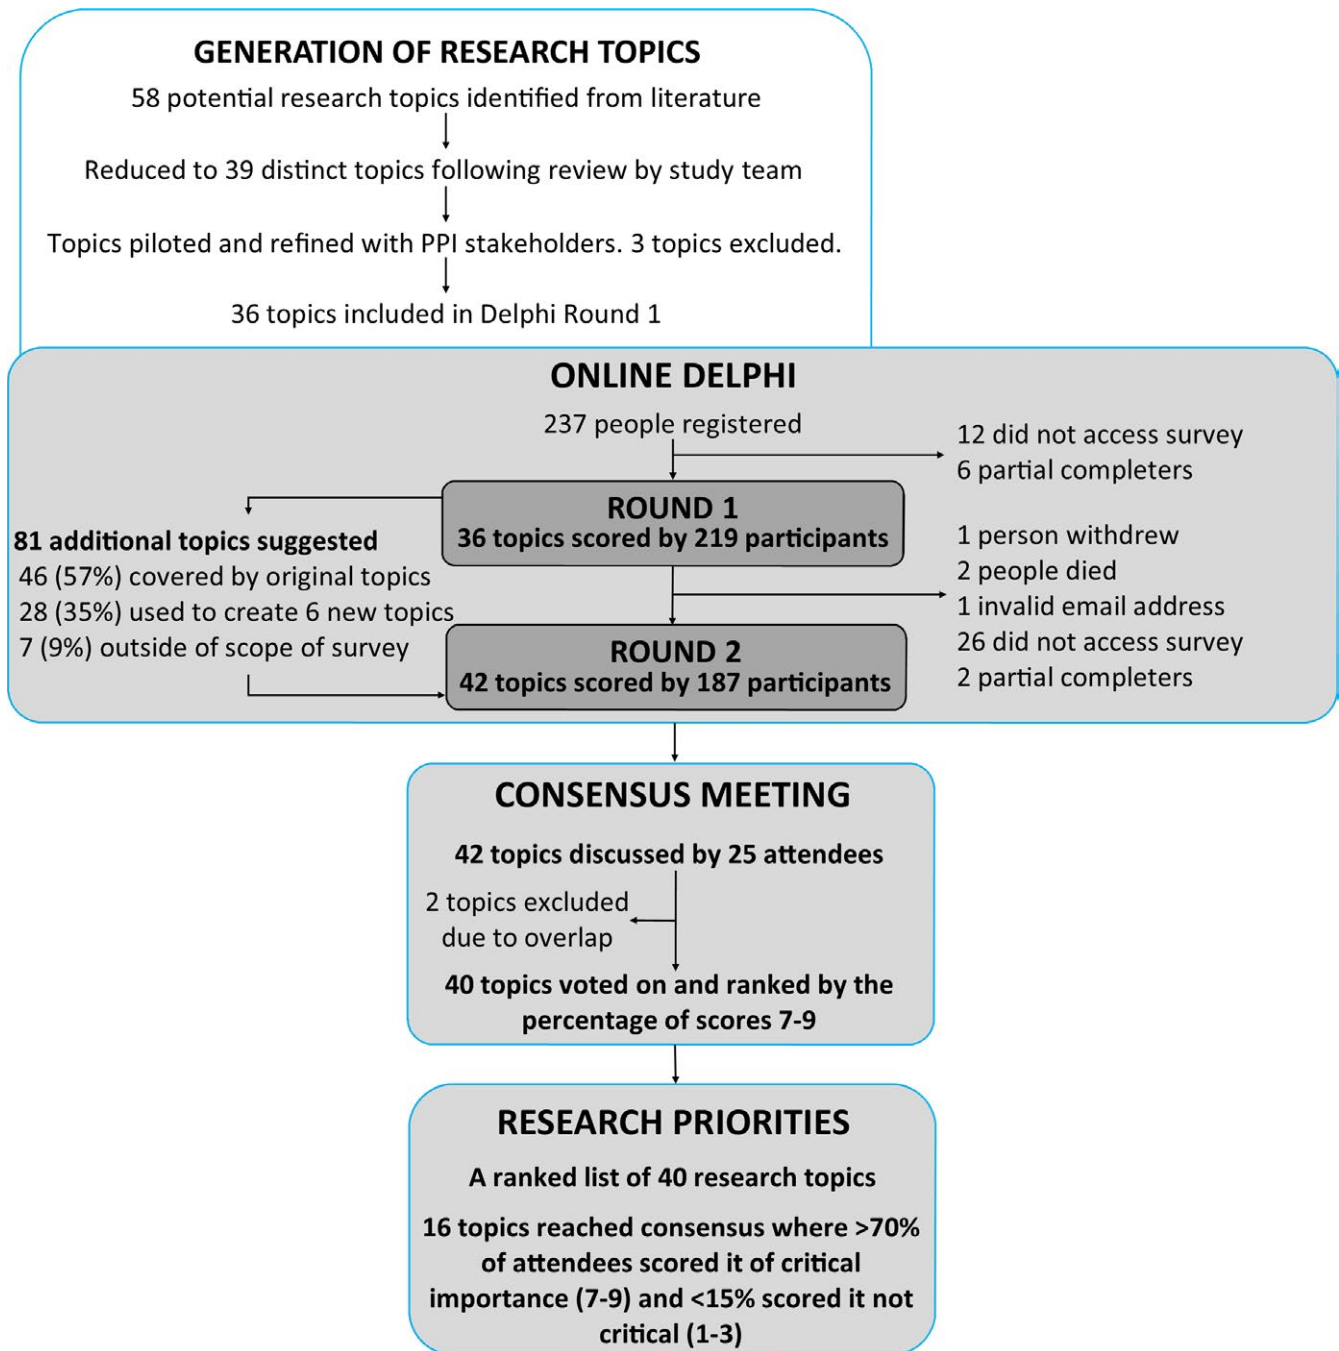 GENERATION OF RESEARCH TOPICS
58 potential research topics identified from literature
Reduced to 39 distinct topics following review by study team
Topics piloted and refined with PPI stakeholders. 3 topics excluded.
36 topics included in Delphi Round 1
ONLINE DELPHI
237 people registered
12 did not access survey
6 partial completers
ROUND 1
36 topics scored by 219 participants
81 additional topics suggested
46 (57%) covered by original topics
28 (35%) used to create 6 new topics
7 (9%) outside of scope of survey
1 person withdrew
2 people died
1 invalid email address
26 did not access survey
2 partial completers
ROUND 2
42 topics scored by 187 participants
CONSENSUS MEETING
42 topics discussed by 25 attendees
2 topics excluded
due to overlap
40 topics voted on and ranked by the
percentage of scores 7-9
RESEARCH PRIORITIES
A ranked list of 40 research topics
16 topics reached consensus where >70%
of attendees scored it of critical
importance (7-9) and <15% scored it not
critical (1-3)